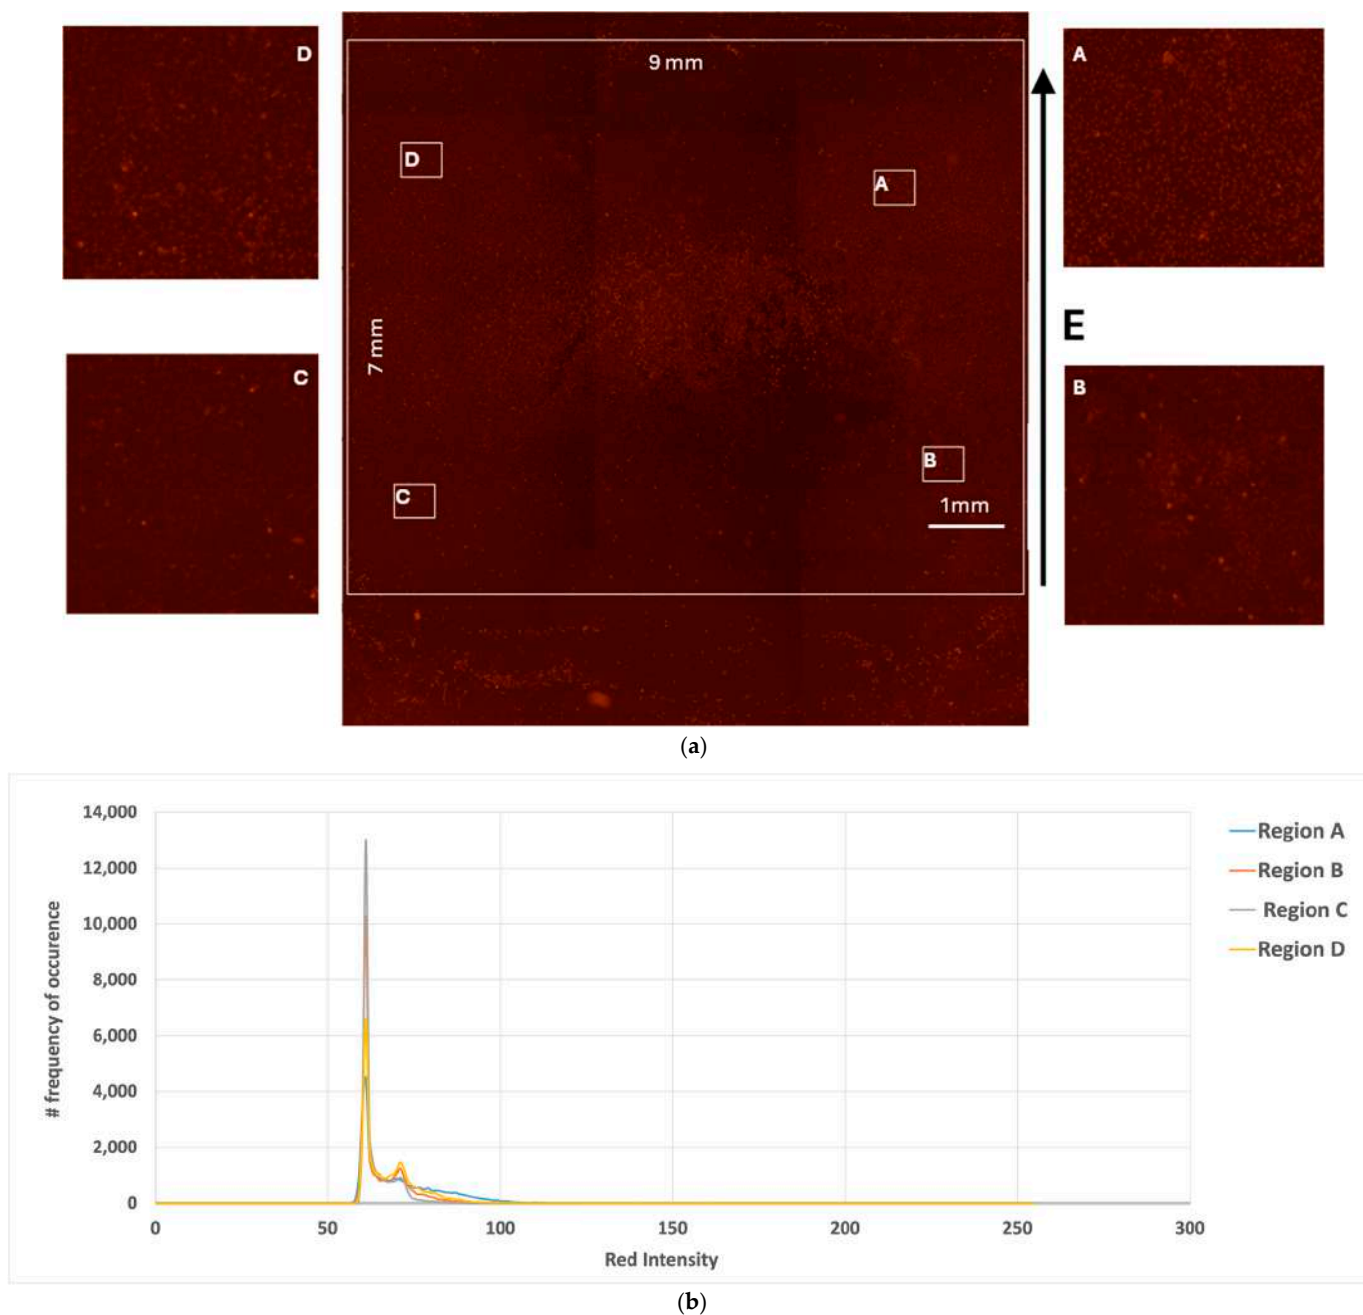 D
A
9 mm
D
A
E
7 mm
C
B
B
C
1mm
(a)
14,000
12,000
10,000
8,000
6,000
4,000
2,000
0
# frequency of occurence
0 50 100 150 200 250 300
Red Intensity
Region A
Region B
Region C
Region D
(b)